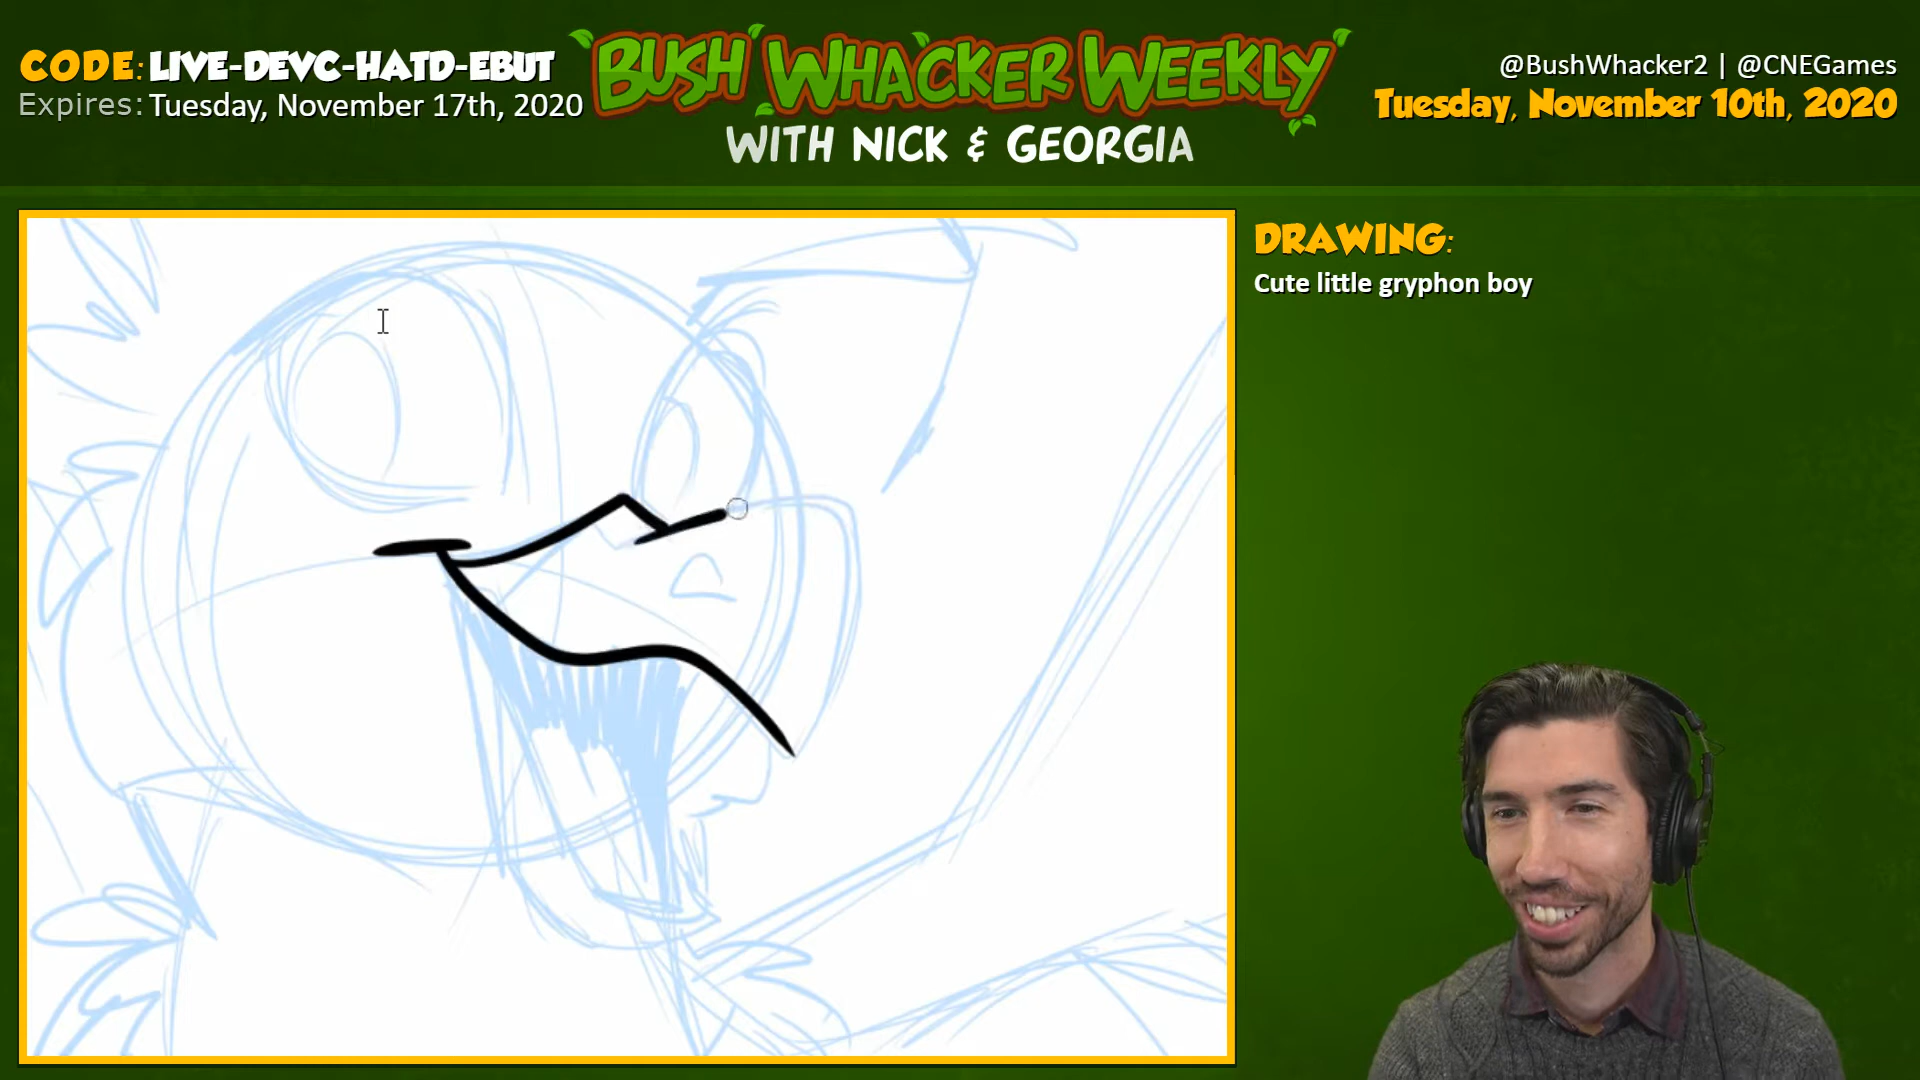 CODE: LIVE-DEVC-HATD-EBUT
Expires: Tuesday, November 17th, 2020
BUSH WHACKER WEEKLY
WITH NICK & GEORGIA
@BushWhacker2 | @CNEGames
Tuesday, November 10th, 2020
DRAWING:
Cute little gryphon boy